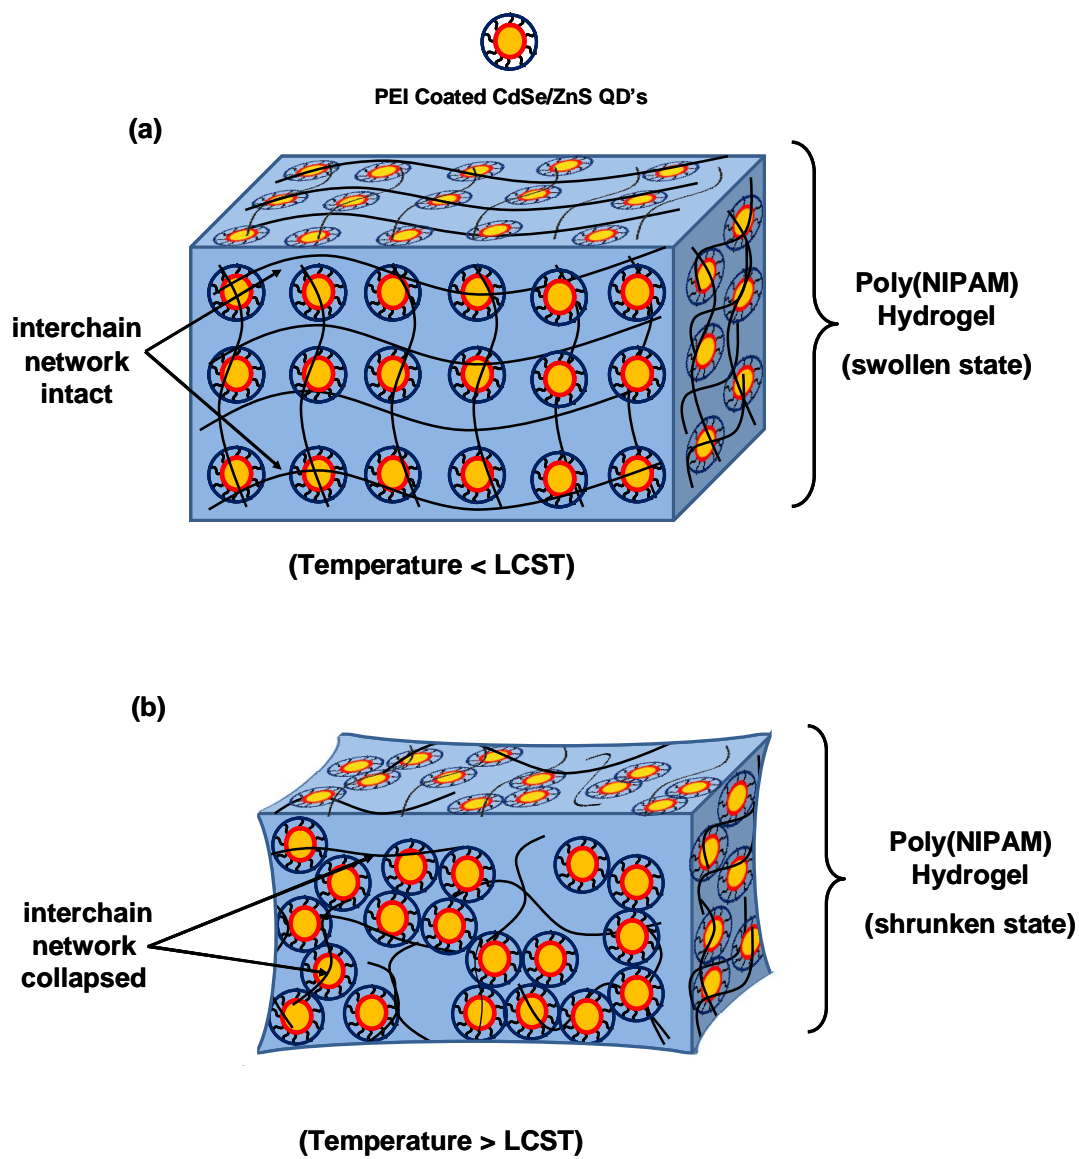 PEI Coated CdSe/ZnS QD's
(a)
interchain
network
intact
Poly(NIPAM)
Hydrogel
(swollen state)
(Temperature < LCST)
(b)
interchain
network
collapsed
Poly(NIPAM)
Hydrogel
(shrunken state)
(Temperature > LCST)